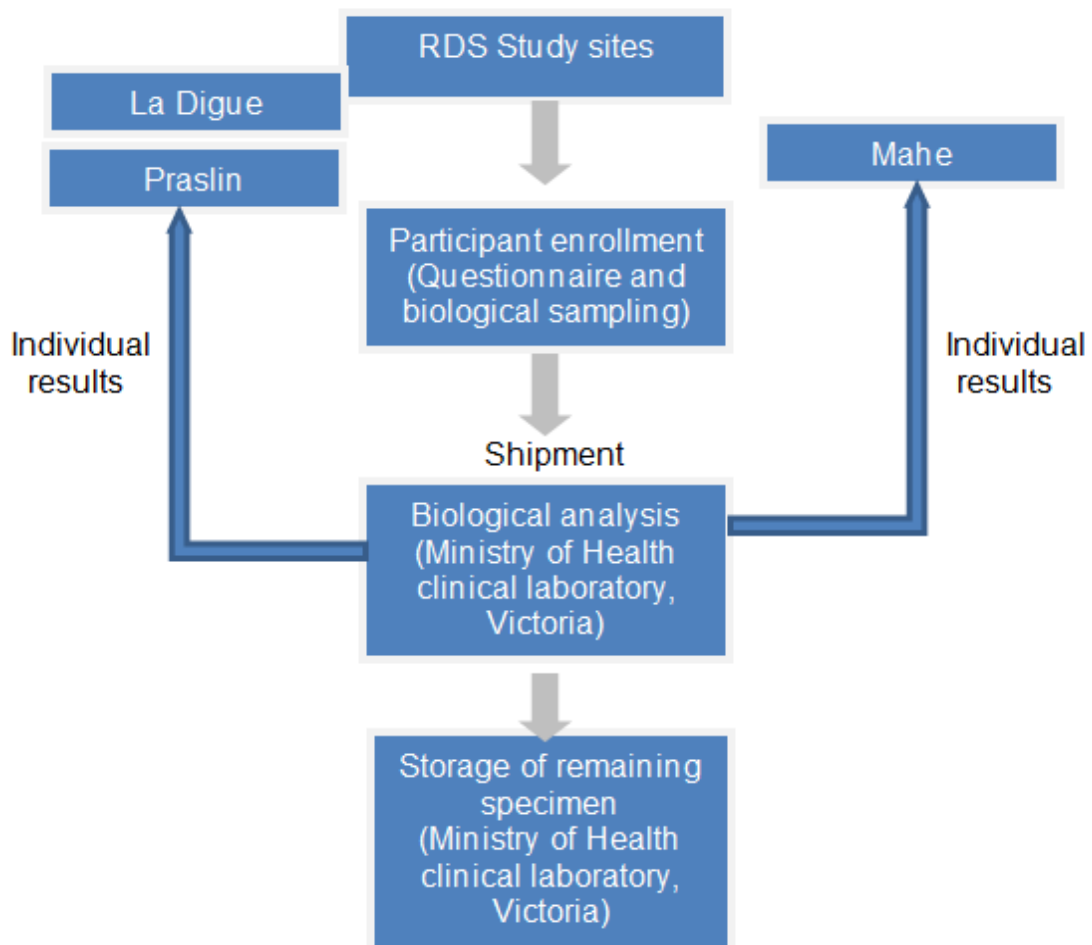 RDS Study sites
La Digue
Praslin
Mahe
Participant enrollment
(Questionnaire and
biological sampling)
Individual
results
Individual
results
Shipment
Biological analysis
(Ministry of Health
clinical laboratory,
Victoria)
Storage of remaining
specimen
(Ministry of Health
clinical laboratory,
Victoria)